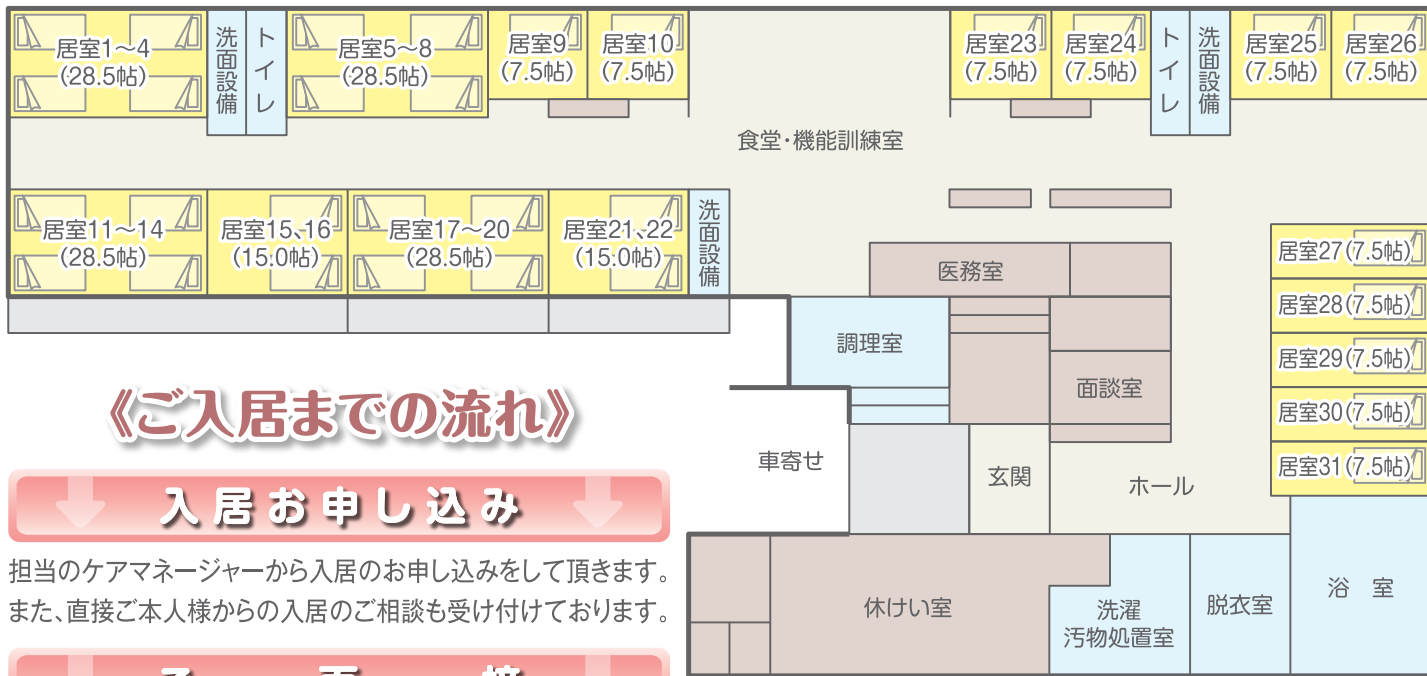 居室1〜4
(28.5帖)
洗面設備
トイレ
居室5〜8
(28.5帖)
居室9
(7.5帖)
居室10
(7.5帖)
居室23
(7.5帖)
居室24
(7.5帖)
トイレ
洗面設備
居室25
(7.5帖)
居室26
(7.5帖)
食堂・機能訓練室
居室11〜14
(28.5帖)
居室15、16
(15.0帖)
居室17〜20
(28.5帖)
居室21、22
(15.0帖)
洗面設備
医務室
居室27(7.5帖)
居室28(7.5帖)
居室29(7.5帖)
居室30(7.5帖)
居室31(7.5帖)
調理室
面談室
車寄せ
玄関
ホール
休けい室
洗濯
汚物処置室
脱衣室
浴 室
《ご入居までの流れ》
入居お申し込み
担当のケアマネージャーから入居のお申し込みをして頂きます。
また、直接ご本人様からの入居のご相談も受け付けております。